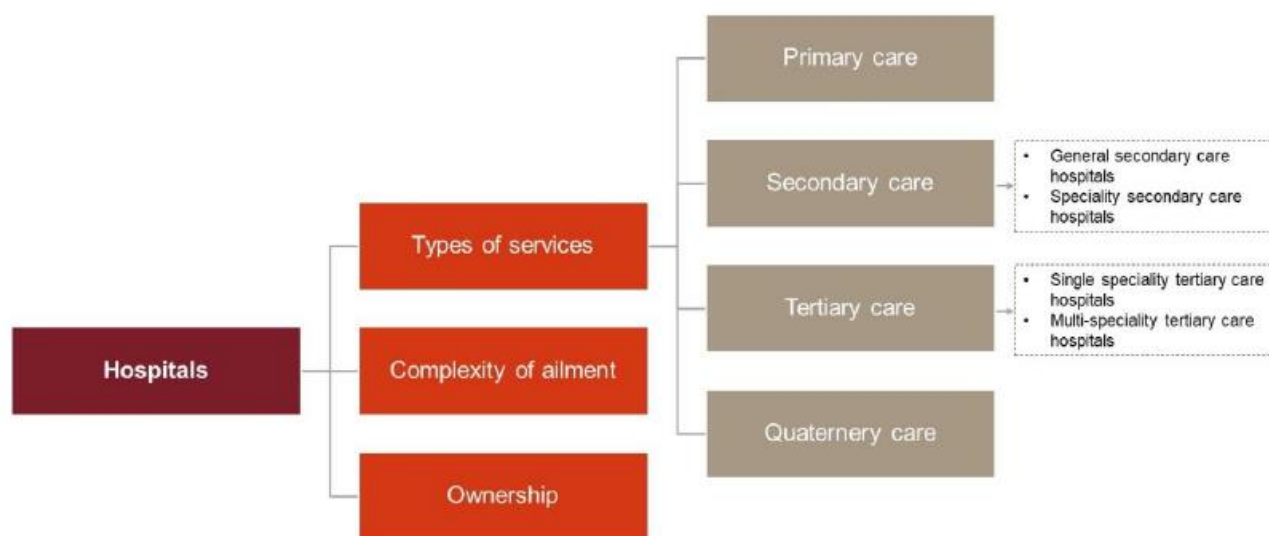 Hospitals
Types of services
Complexity of ailment
Ownership
Primary care
Secondary care
Tertiary care
Quaternery care
• General secondary care
hospitals
• Speciality secondary care
hospitals
• Single speciality tertiary care
hospitals
• Multi-speciality tertiary care
hospitals